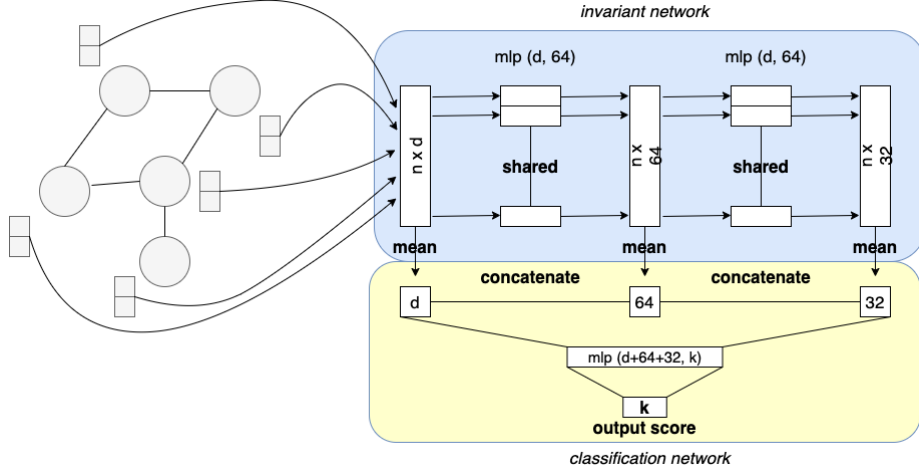 invariant network
mlp (d, 64)
mlp (d, 64)
n x d
n x 64
n x 32
shared
shared
mean
mean
mean
concatenate
concatenate
d
64
32
mlp (d+64+32, k)
k
output score
classification network